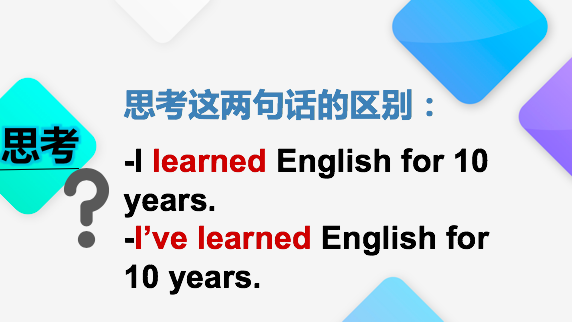 思考这两句话的区别：
思考
-I learned English for 10
years.
-I’ve learned English for
10 years.
?